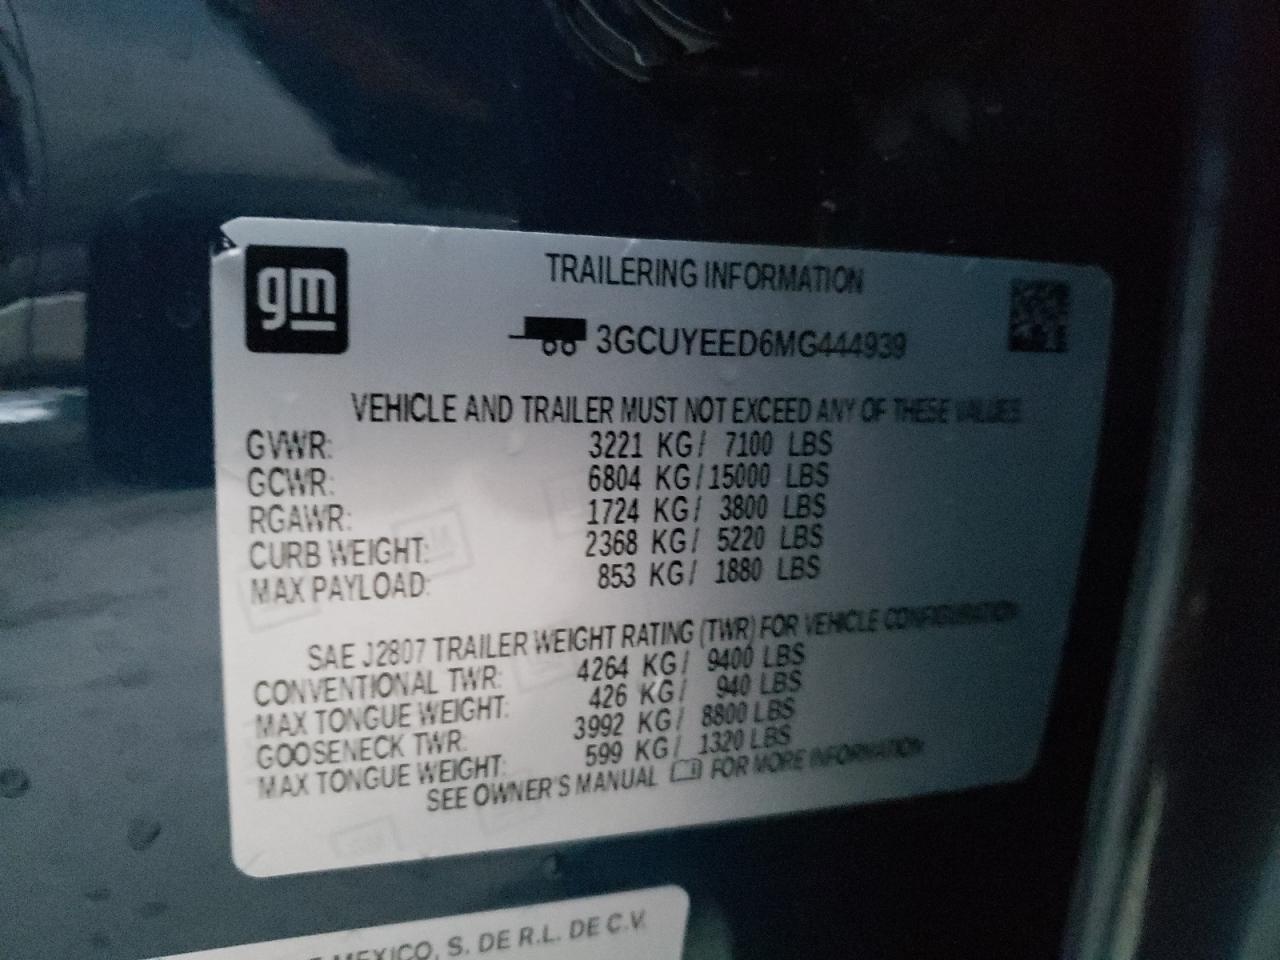 gm
TRAILERING INFORMATION
3GCUYEED6MG444939
VEHICLE AND TRAILER MUST NOT EXCEED ANY OF THESE VALUES
GVWR: 3221 KG/ 7100 LBS
GCWR: 6804 KG/15000 LBS
RGAWR: 1724 KG/ 3800 LBS
CURB WEIGHT: 2368 KG/ 5220 LBS
MAX PAYLOAD: 853 KG/ 1880 LBS
SAE J2807 TRAILER WEIGHT RATING (TWR) FOR VEHICLE CONFIGURATION
CONVENTIONAL TWR: 4264 KG/ 9400 LBS
MAX TONGUE WEIGHT: 426 KG/ 940 LBS
GOOSENECK TWR: 3992 KG/ 8800 LBS
MAX TONGUE WEIGHT: 599 KG/ 1320 LBS
SEE OWNER'S MANUAL FOR MORE INFORMATION
MEXICO, S. DE R.L. DE C.V.